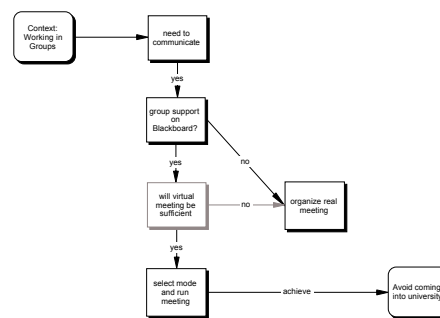 Context:
Working in
Groups
need to
communicate
yes
group support
on
Blackboard?
no
yes
will virtual
meeting be
sufficient
no
organize real
meeting
yes
select mode
and run
meeting
achieve
Avoid coming
into university